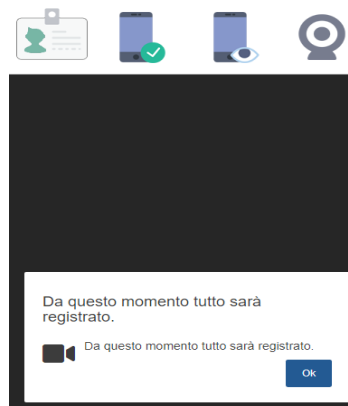 Da questo momento tutto sarà
registrato.
Da questo momento tutto sarà registrato.
Ok